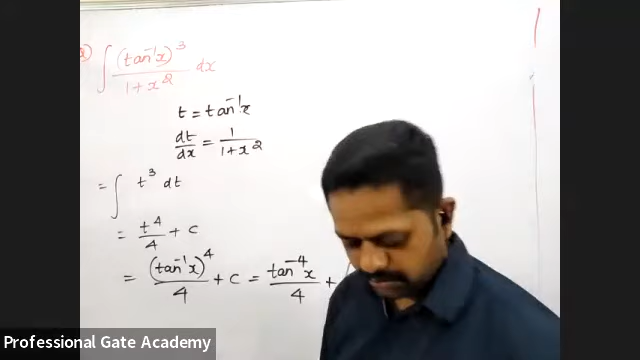 ∫ (tan⁻¹x)³ / 1+x² dx
t = tan⁻¹x
dt/dx = 1/1+x²
= ∫ t³ dt
= t⁴/4 + c
= (tan⁻¹x)⁴/4 + c = tan⁻⁴x/4 +
Professional Gate Academy